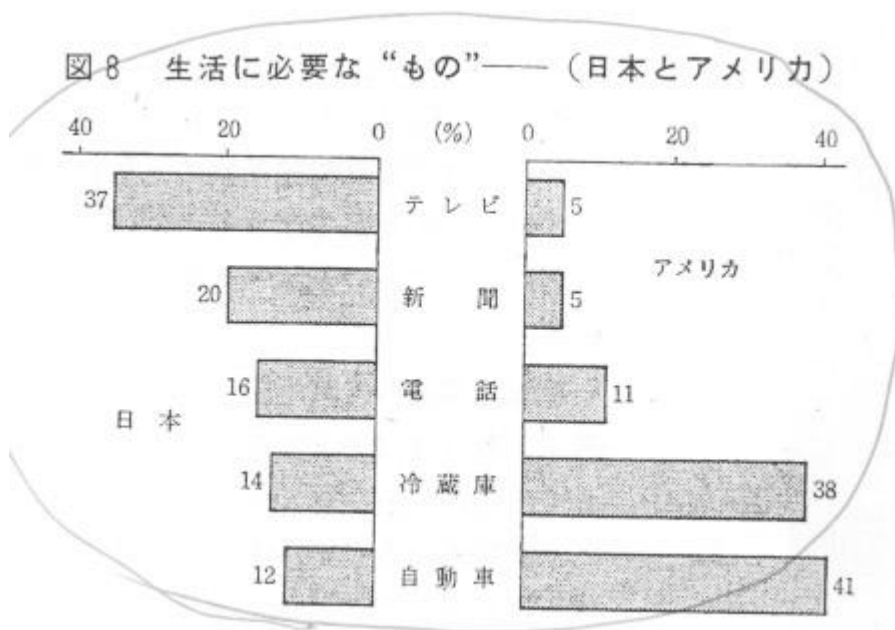 図8 生活に必要な“もの”——(日本とアメリカ)
40 20 0 (%) 0 20 40
37 テレビ 5
アメリカ
20 新聞 5
16 電話 11
日本
14 冷蔵庫 38
12 自動車 41